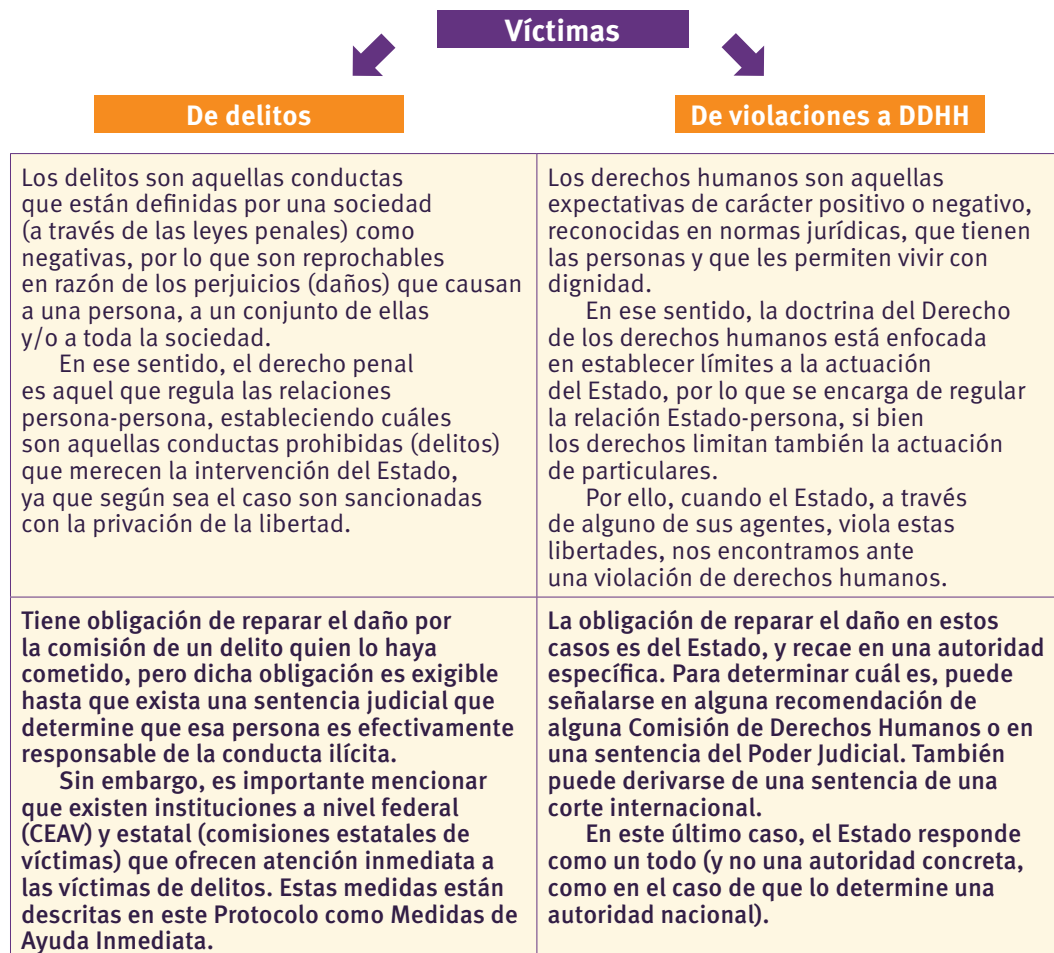 Víctimas
De delitos
De violaciones a DDHH
Los delitos son aquellas conductas
que están definidas por una sociedad
(a través de las leyes penales) como
negativas, por lo que son reprochables
en razón de los perjuicios (daños) que causan
a una persona, a un conjunto de ellas
y/o a toda la sociedad.
En ese sentido, el derecho penal
es aquel que regula las relaciones
persona-persona, estableciendo cuáles
son aquellas conductas prohibidas (delitos)
que merecen la intervención del Estado,
ya que según sea el caso son sancionadas
con la privación de la libertad.
Los derechos humanos son aquellas
expectativas de carácter positivo o negativo,
reconocidas en normas jurídicas, que tienen
las personas y que les permiten vivir con
dignidad.
En ese sentido, la doctrina del Derecho
de los derechos humanos está enfocada
en establecer límites a la actuación
del Estado, por lo que se encarga de regular
la relación Estado-persona, si bien
los derechos limitan también la actuación
de particulares.
Por ello, cuando el Estado, a través
de alguno de sus agentes, viola estas
libertades, nos encontramos ante
una violación de derechos humanos.
Tiene obligación de reparar el daño por
la comisión de un delito quien lo haya
cometido, pero dicha obligación es exigible
hasta que exista una sentencia judicial que
determine que esa persona es efectivamente
responsable de la conducta ilícita.
Sin embargo, es importante mencionar
que existen instituciones a nivel federal
(CEAV) y estatal (comisiones estatales de
víctimas) que ofrecen atención inmediata a
las víctimas de delitos. Estas medidas están
descritas en este Protocolo como Medidas de
Ayuda Inmediata.
La obligación de reparar el daño en estos
casos es del Estado, y recae en una autoridad
específica. Para determinar cuál es, puede
señalarse en alguna recomendación de
alguna Comisión de Derechos Humanos o en
una sentencia del Poder Judicial. También
puede derivarse de una sentencia de una
corte internacional.
En este último caso, el Estado responde
como un todo (y no una autoridad concreta,
como en el caso de que lo determine una
autoridad nacional).